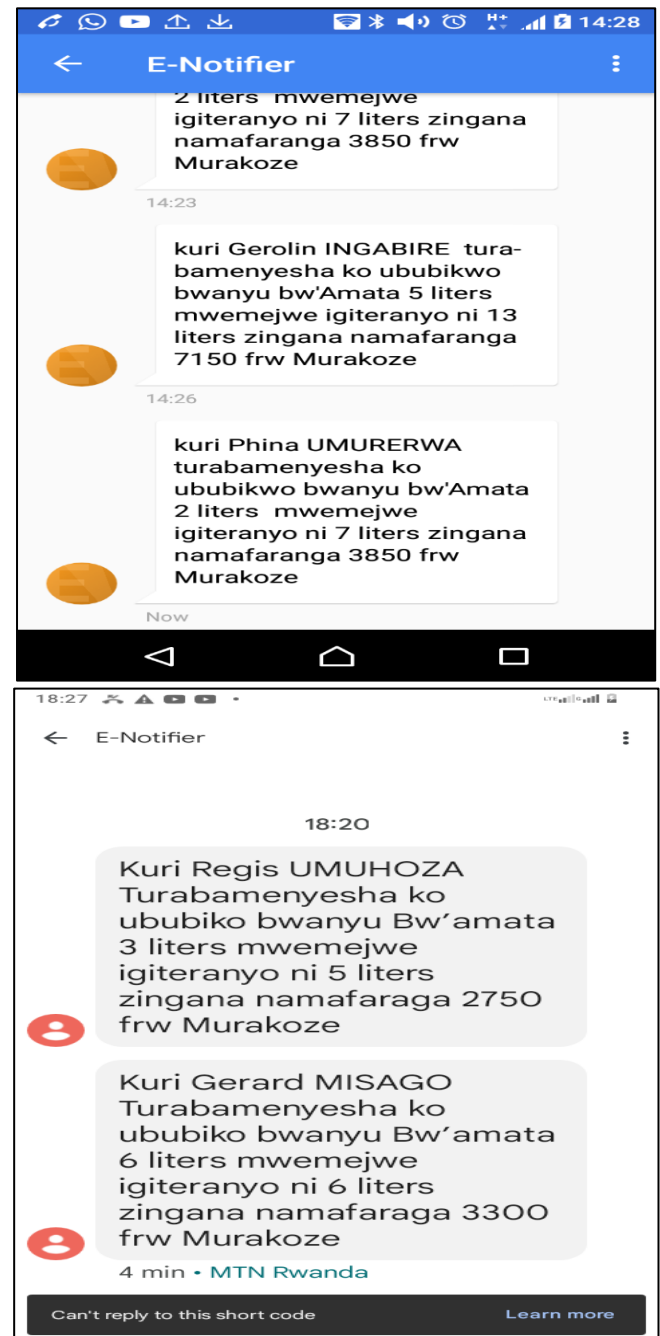 H+ 14:28
E-Notifier
2 liters mwemejwe
igiteranyo ni 7 liters zingana
namafaranga 3850 frw
Murakoze
14:23
kuri Gerolin INGABIRE tura-
bamenyesha ko ububikwo
bwanyu bw'Amata 5 liters
mwemejwe igiteranyo ni 13
liters zingana namafaranga
7150 frw Murakoze
14:26
kuri Phina UMURERWA
turabamenyesha ko
ububikwo bwanyu bw'Amata
2 liters mwemejwe
igiteranyo ni 7 liters zingana
namafaranga 3850 frw
Murakoze
Now
18:27 LTE
E-Notifier
18:20
Kuri Regis UMUHOZA
Turabamenyesha ko
ububiko bwanyu Bw'amata
3 liters mwemejwe
igiteranyo ni 5 liters
zingana namafaraga 2750
frw Murakoze
Kuri Gerard MISAGO
Turabamenyesha ko
ububiko bwanyu Bw'amata
6 liters mwemejwe
igiteranyo ni 6 liters
zingana namafaraga 3300
frw Murakoze
4 min • MTN Rwanda
Can't reply to this short code Learn more